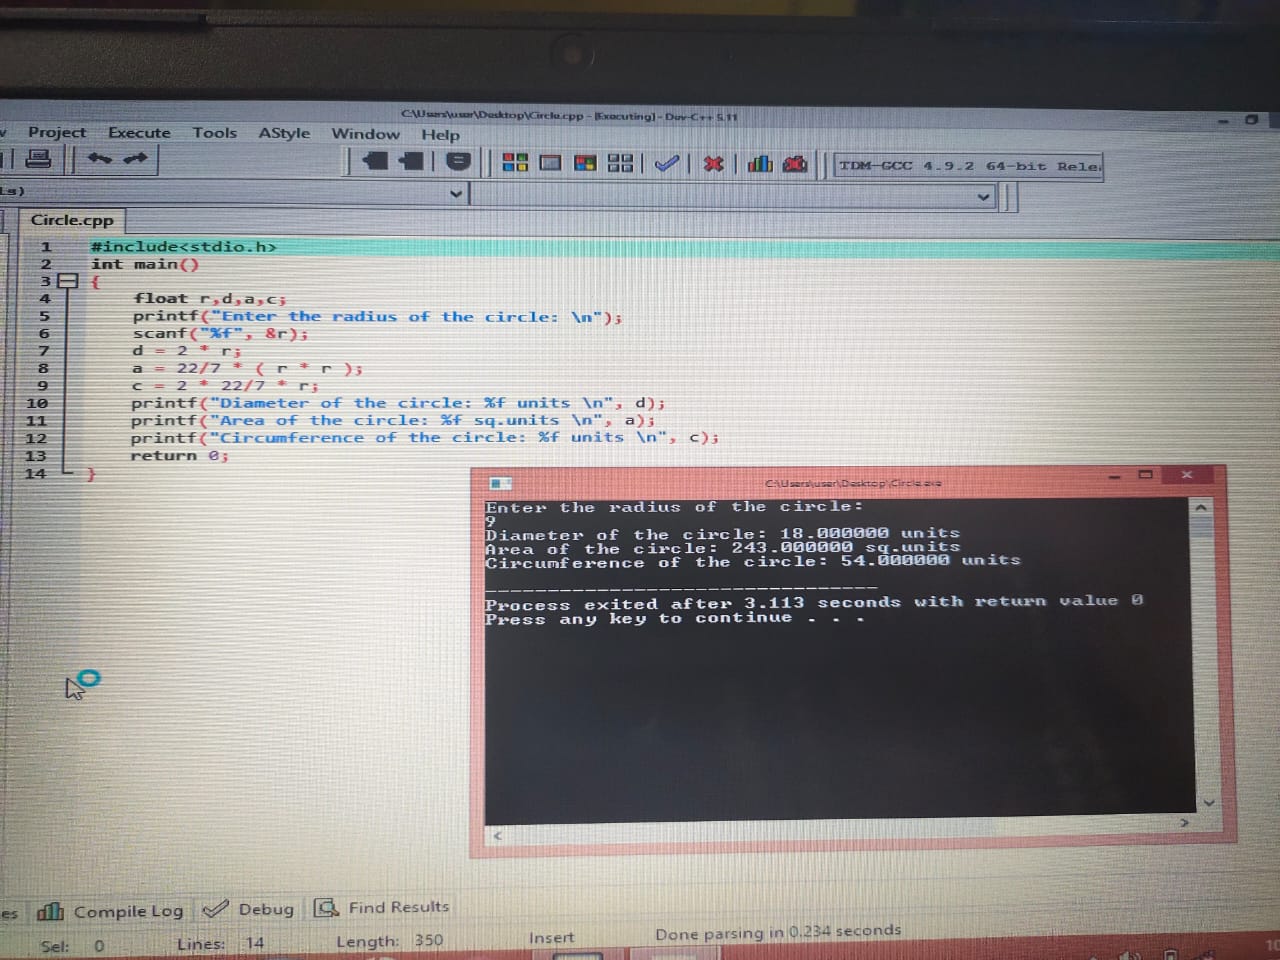 C:\Users\user\Desktop\Circle.cpp - [Executing] - Dev-C++ 5.11
Project Execute Tools AStyle Window Help
TDM-GCC 4.9.2 64-bit Rele
ls)
Circle.cpp
1 #include<stdio.h>
2 int main()
3 {
4 float r,d,a,c;
5 printf("Enter the radius of the circle: \n");
6 scanf("%f", &r);
7 d = 2 * r;
8 a = 22/7 * ( r * r );
9 c = 2 * 22/7 * r;
10 printf("Diameter of the circle: %f units \n", d);
11 printf("Area of the circle: %f sq.units \n", a);
12 printf("Circumference of the circle: %f units \n", c);
13 return 0;
14 }
C:\Users\user\Desktop\Circle.exe
Enter the radius of the circle:
9
Diameter of the circle: 18.000000 units
Area of the circle: 243.000000 sq.units
Circumference of the circle: 54.000000 units
--------------------------------
Process exited after 3.113 seconds with return value 0
Press any key to continue . . .
es Compile Log Debug Find Results
Sel: 0 Lines: 14 Length: 350 Insert Done parsing in 0.234 seconds
10